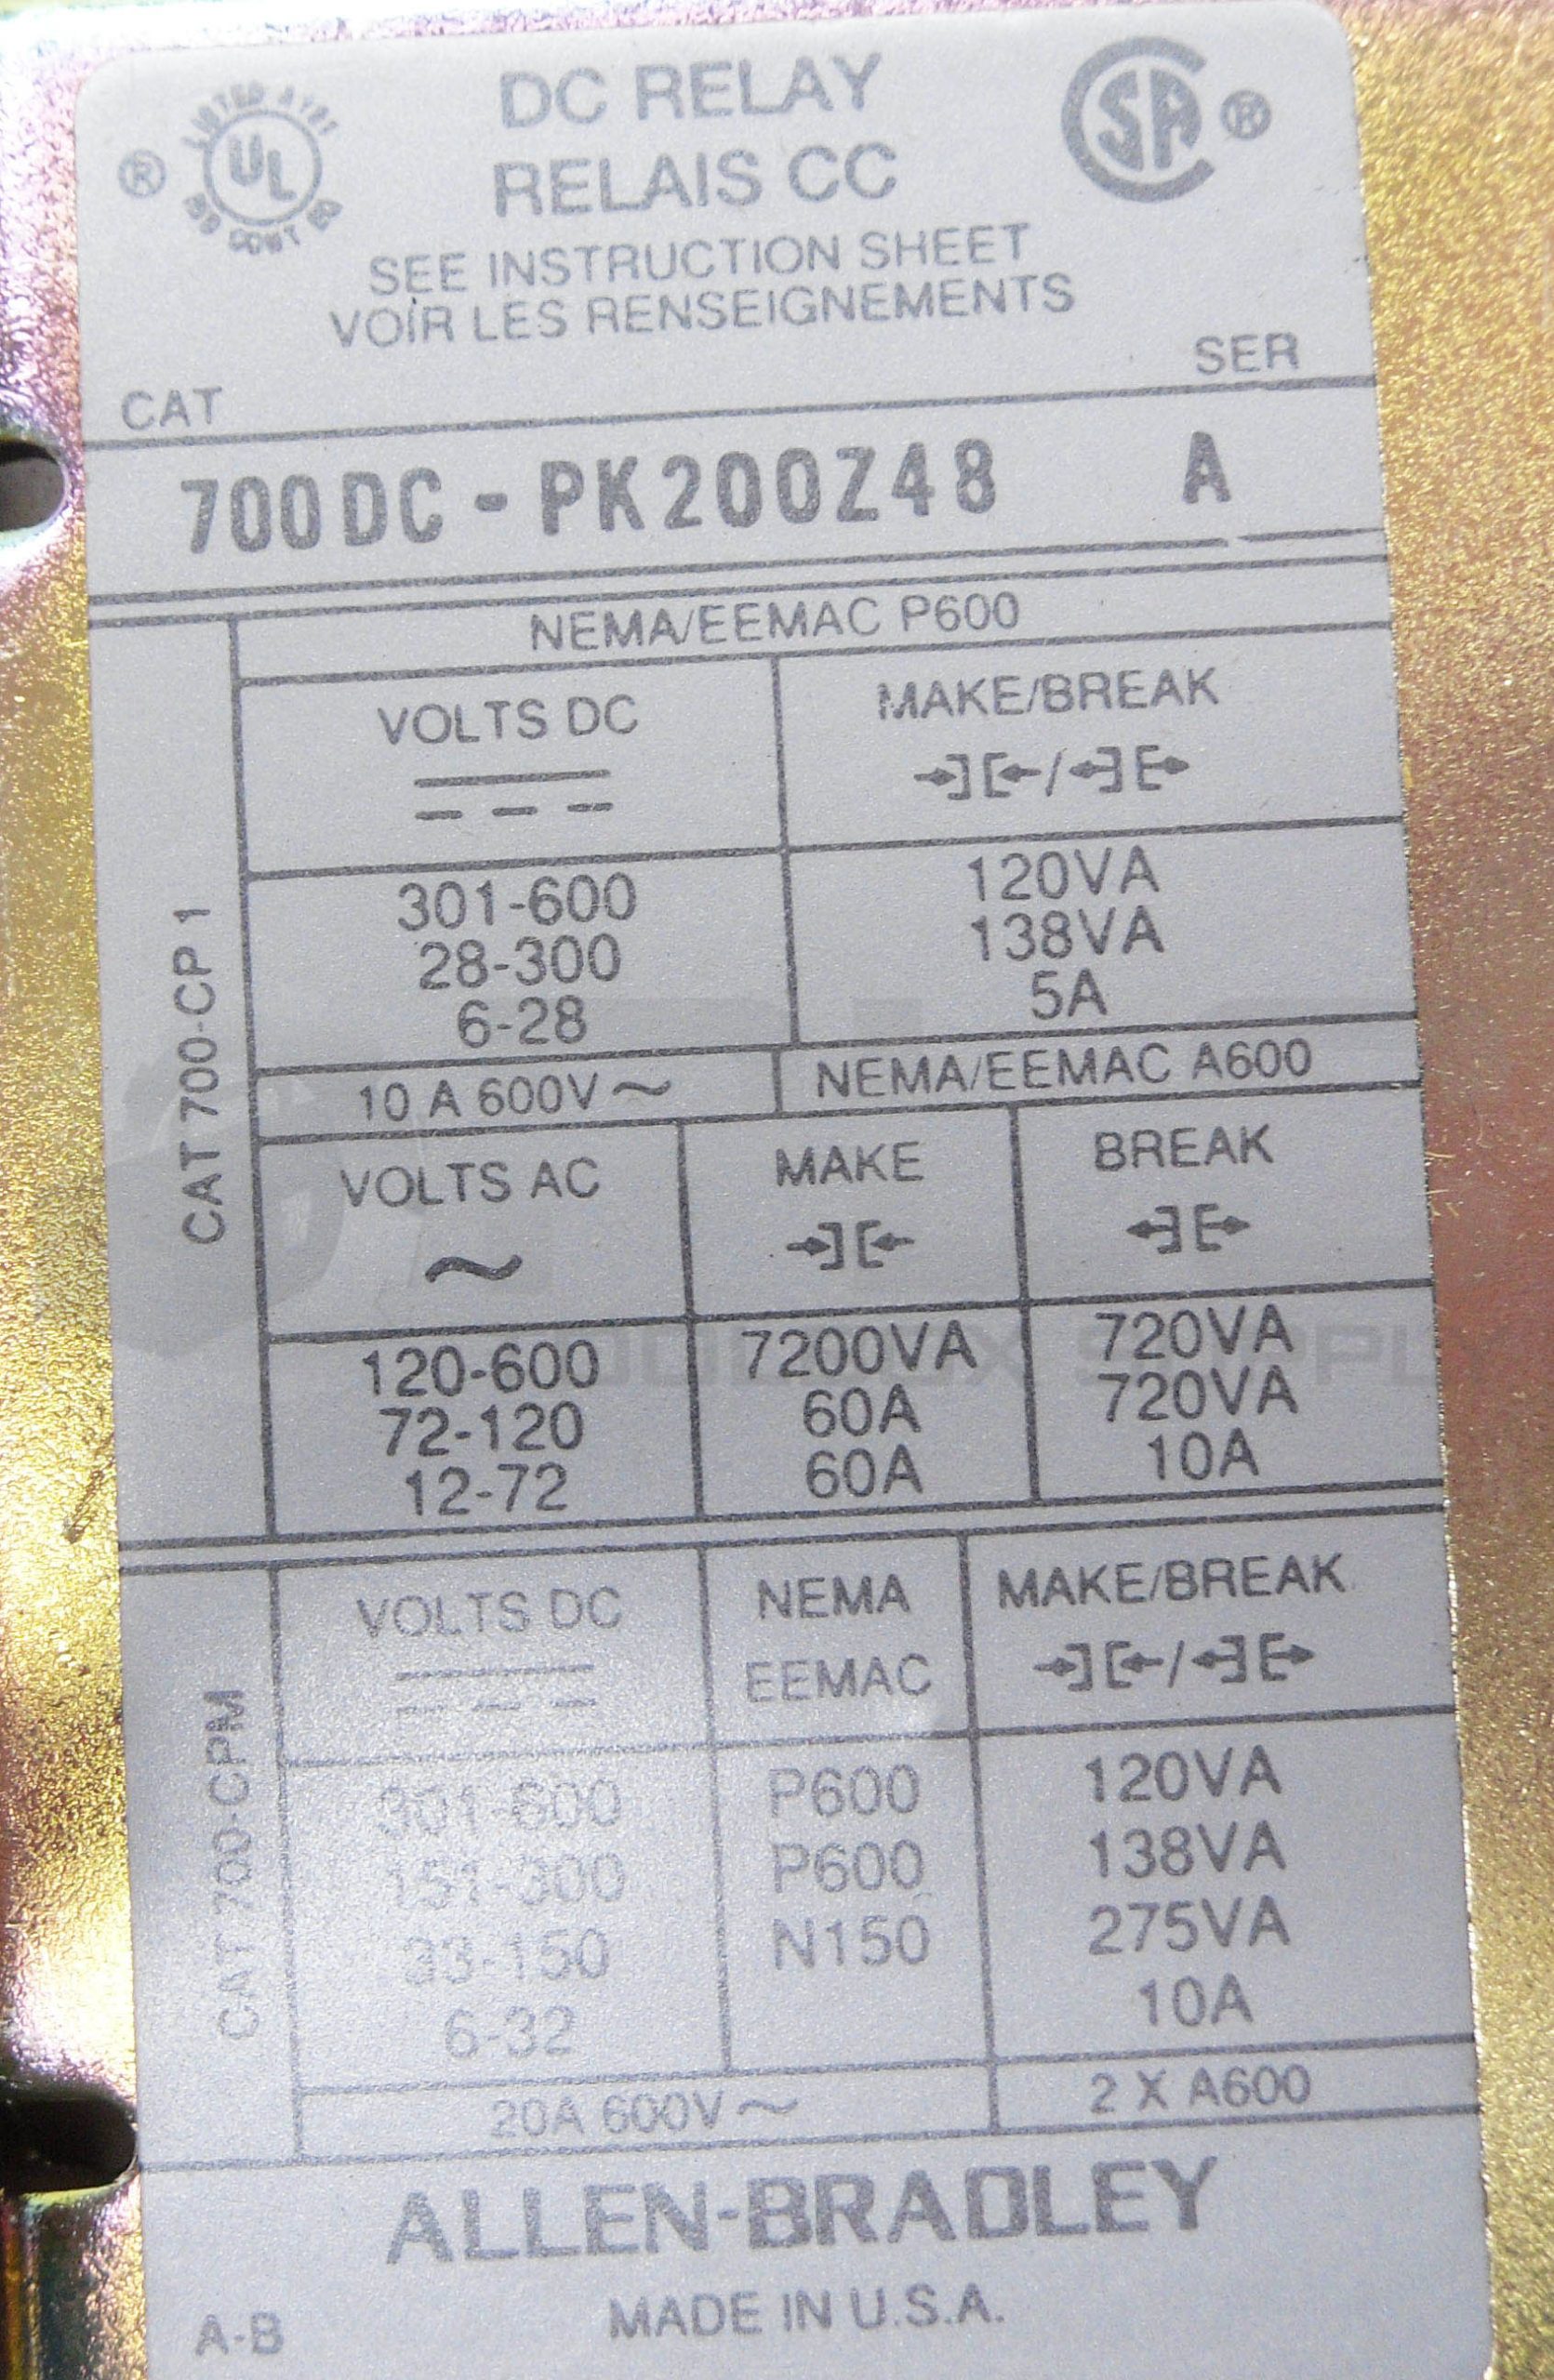 DC RELAY
RELAIS CC
® UL
SA ®
SEE INSTRUCTION SHEET
VOIR LES RENSEIGNEMENTS
CAT SER
700DC-PK200Z48 A
CAT 700-CP1
NEMA/EEMAC P600
VOLTS DC MAKE/BREAK
301-600 120VA
28-300 138VA
6-28 5A
10 A 600V~ NEMA/EEMAC A600
VOLTS AC MAKE BREAK
~
120-600 7200VA 720VA
72-120 60A 720VA
12-72 60A 10A
CAT 700-CPM
VOLTS DC NEMA MAKE/BREAK
EEMAC
301-600 P600 120VA
151-300 P600 138VA
33-150 N150 275VA
6-32 10A
20A 600V~ 2 X A600
ALLEN-BRADLEY
A-B MADE IN U.S.A.